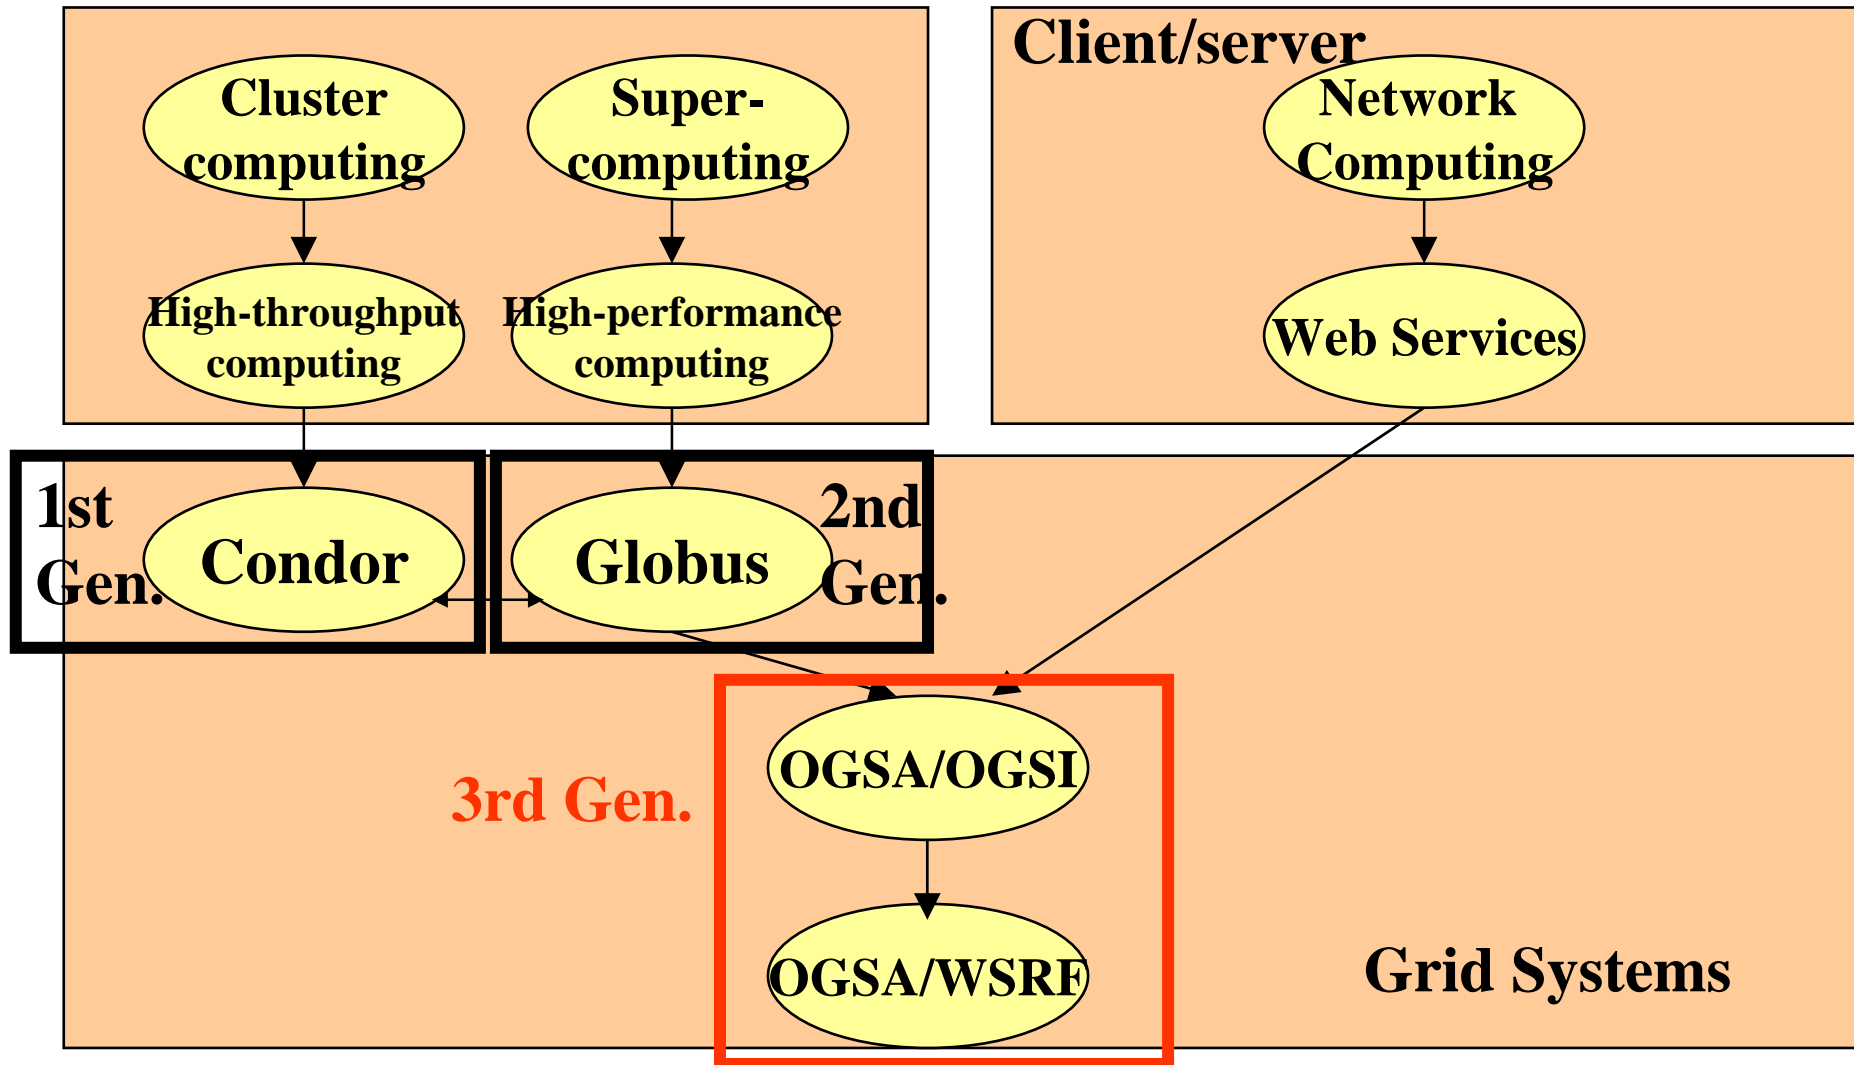 Client/server
Cluster
computing
Super-
computing
Network
Computing
High-throughput
computing
High-performance
computing
Web Services
1st
Gen.
Condor
Globus
2nd
Gen.
OGSA/OGSI
3rd Gen.
OGSA/WSRF
Grid Systems